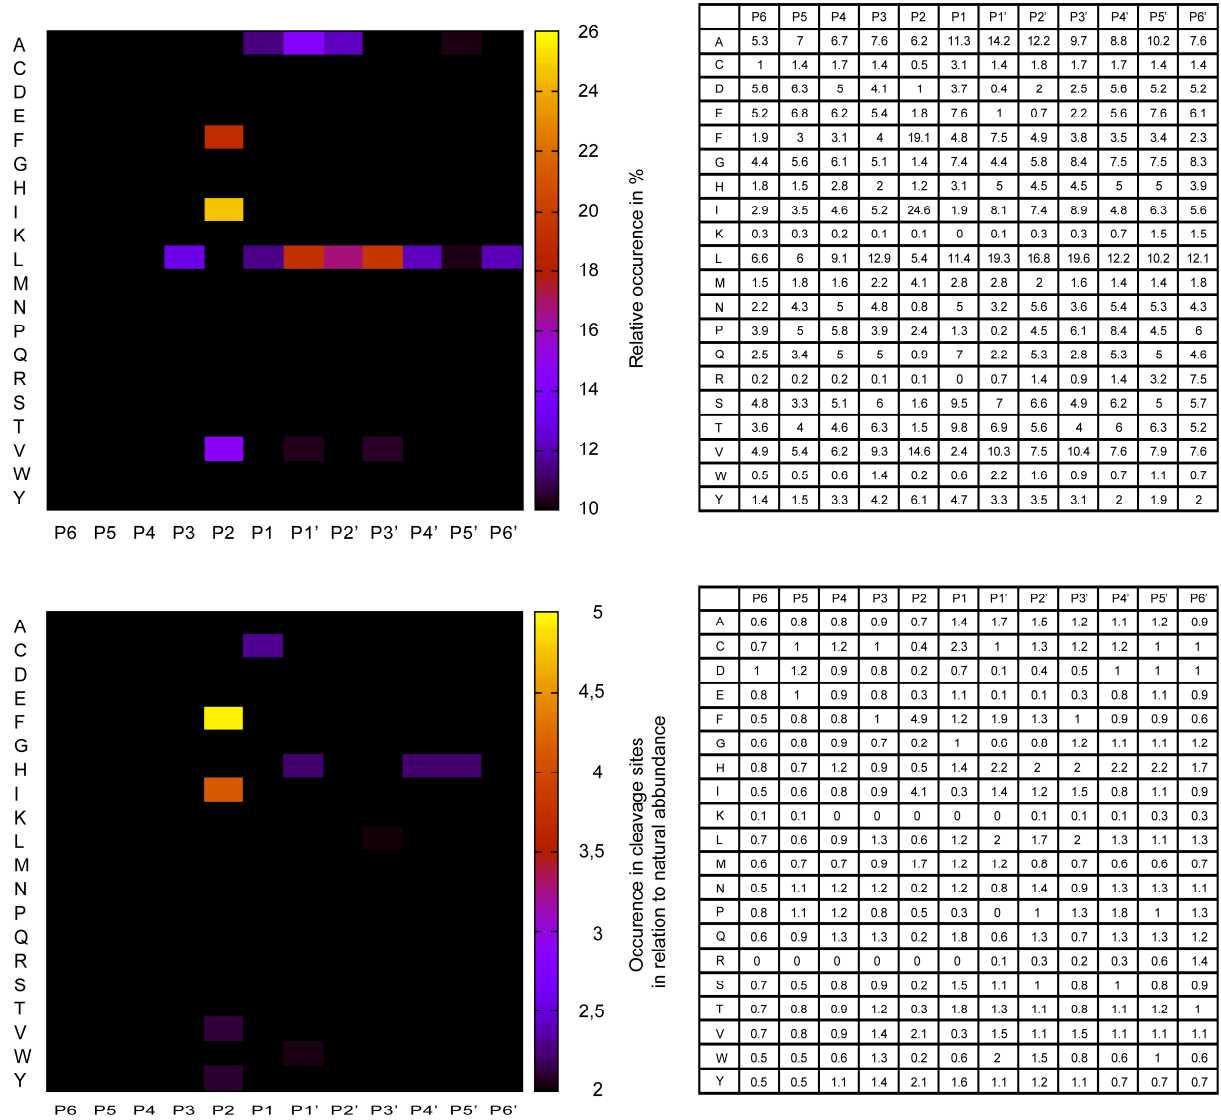 A
C
D
E
F
G
H
I
K
L
M
N
P
Q
R
S
T
V
W
Y
P6 P5 P4 P3 P2 P1 P1’ P2’ P3’ P4’ P5’ P6’
26
24
22
20
18
16
14
12
10
Relative occurence in %
P6 P5 P4 P3 P2 P1 P1’ P2’ P3’ P4’ P5’ P6’
A 5.3 7 6.7 7.6 6.2 11.3 14.2 12.2 9.7 8.8 10.2 7.6
C 1 1.4 1.7 1.4 0.5 3.1 1.4 1.8 1.7 1.7 1.4 1.4
D 5.6 6.3 5 4.1 1 3.7 0.4 2 2.5 5.6 5.2 5.2
E 5.2 6.8 6.2 5.4 1.8 7.6 1 0.7 2.2 5.6 7.6 6.1
F 1.9 3 3.1 4 19.1 4.8 7.5 4.9 3.8 3.5 3.4 2.3
G 4.4 5.6 6.1 5.1 1.4 7.4 4.4 5.8 8.4 7.5 7.5 8.3
H 1.8 1.5 2.8 2 1.2 3.1 5 4.5 4.5 5 5 3.9
I 2.9 3.5 4.6 5.2 24.6 1.9 8.1 7.4 8.9 4.8 6.3 5.6
K 0.3 0.3 0.2 0.1 0.1 0 0.1 0.3 0.3 0.7 1.5 1.5
L 6.6 6 9.1 12.9 5.4 11.4 19.3 16.8 19.6 12.2 10.2 12.1
M 1.5 1.8 1.6 2.2 4.1 2.8 2.8 2 1.6 1.4 1.4 1.8
N 2.2 4.3 5 4.8 0.8 5 3.2 5.6 3.6 5.4 5.3 4.3
P 3.9 5 5.8 3.9 2.4 1.3 0.2 4.5 6.1 8.4 4.5 6
Q 2.5 3.4 5 5 0.9 7 2.2 5.3 2.8 5.3 5 4.6
R 0.2 0.2 0.2 0.1 0.1 0 0.7 1.4 0.9 1.4 3.2 7.5
S 4.8 3.3 5.1 6 1.6 9.5 7 6.6 4.9 6.2 5 5.7
T 3.6 4 4.6 6.3 1.5 9.8 6.9 5.6 4 6 6.3 5.2
V 4.9 5.4 6.2 9.3 14.6 2.4 10.3 7.5 10.4 7.6 7.9 7.6
W 0.5 0.5 0.6 1.4 0.2 0.6 2.2 1.6 0.9 0.7 1.1 0.7
Y 1.4 1.5 3.3 4.2 6.1 4.7 3.3 3.5 3.1 2 1.9 2
A
C
D
E
F
G
H
I
K
L
M
N
P
Q
R
S
T
V
W
Y
P6 P5 P4 P3 P2 P1 P1’ P2’ P3’ P4’ P5’ P6’
5
4,5
4
3,5
3
2,5
2
Occurence in cleavage sites
in relation to natural abbundance
P6 P5 P4 P3 P2 P1 P1’ P2’ P3’ P4’ P5’ P6’
A 0.6 0.8 0.8 0.9 0.7 1.4 1.7 1.5 1.2 1.1 1.2 0.9
C 0.7 1 1.2 1 0.4 2.3 1 1.3 1.2 1.2 1 1
D 1 1.2 0.9 0.8 0.2 0.7 0.1 0.4 0.5 1 1 1
E 0.8 1 0.9 0.8 0.3 1.1 0.1 0.1 0.3 0.8 1.1 0.9
F 0.5 0.8 0.8 1 4.9 1.2 1.9 1.3 1 0.9 0.9 0.6
G 0.6 0.8 0.9 0.7 0.2 1 0.6 0.8 1.2 1.1 1.1 1.2
H 0.8 0.7 1.2 0.9 0.5 1.4 2.2 2 2 2.2 2.2 1.7
I 0.5 0.6 0.8 0.9 4.1 0.3 1.4 1.2 1.5 0.8 1.1 0.9
K 0.1 0.1 0 0 0 0 0 0.1 0.1 0.1 0.3 0.3
L 0.7 0.6 0.9 1.3 0.6 1.2 2 1.7 2 1.3 1.1 1.3
M 0.6 0.7 0.7 0.9 1.7 1.2 1.2 0.8 0.7 0.6 0.6 0.7
N 0.5 1.1 1.2 1.2 0.2 1.2 0.8 1.4 0.9 1.3 1.3 1.1
P 0.8 1.1 1.2 0.8 0.5 0.3 0 1 1.3 1.8 1 1.3
Q 0.6 0.9 1.3 1.3 0.2 1.8 0.6 1.3 0.7 1.3 1.3 1.2
R 0 0 0 0 0 0 0.1 0.3 0.2 0.3 0.6 1.4
S 0.7 0.5 0.8 0.9 0.2 1.5 1.1 1 0.8 1 0.8 0.9
T 0.7 0.8 0.9 1.2 0.3 1.8 1.3 1.1 0.8 1.1 1.2 1
V 0.7 0.8 0.9 1.4 2.1 0.3 1.5 1.1 1.5 1.1 1.1 1.1
W 0.5 0.5 0.6 1.3 0.2 0.6 2 1.5 0.8 0.6 1 0.6
Y 0.5 0.5 1.1 1.4 2.1 1.6 1.1 1.2 1.1 0.7 0.7 0.7